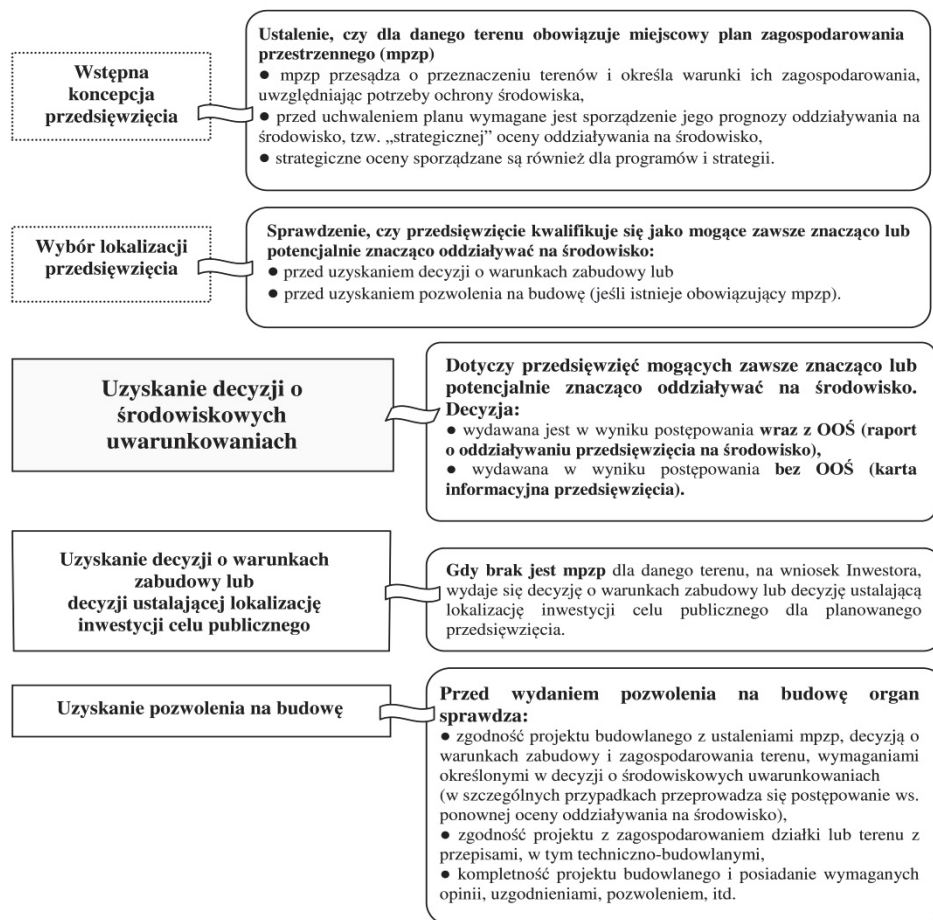 Wstępna
koncepcja
przedsięwzięcia
Ustalenie, czy dla danego terenu obowiązuje miejscowy plan zagospodarowania
przestrzennego (mpzp)
● mpzp przesądza o przeznaczeniu terenów i określa warunki ich zagospodarowania,
uwzględniając potrzeby ochrony środowiska,
● przed uchwaleniem planu wymagane jest sporządzenie jego prognozy oddziaływania na
środowisko, tzw. „strategicznej” oceny oddziaływania na środowisko,
● strategiczne oceny sporządzane są również dla programów i strategii.
Wybór lokalizacji
przedsięwzięcia
Sprawdzenie, czy przedsięwzięcie kwalifikuje się jako mogące zawsze znacząco lub
potencjalnie znacząco oddziaływać na środowisko:
● przed uzyskaniem decyzji o warunkach zabudowy lub
● przed uzyskaniem pozwolenia na budowę (jeśli istnieje obowiązujący mpzp).
Uzyskanie decyzji o
środowiskowych
uwarunkowaniach
Dotyczy przedsięwzięć mogących zawsze znacząco lub
potencjalnie znacząco oddziaływać na środowisko.
Decyzja:
● wydawana jest w wyniku postępowania wraz z OOŚ (raport
o oddziaływaniu przedsięwzięcia na środowisko),
● wydawana w wyniku postępowania bez OOŚ (karta
informacyjna przedsięwzięcia).
Uzyskanie decyzji o warunkach
zabudowy lub
decyzji ustalającej lokalizację
inwestycji celu publicznego
Gdy brak jest mpzp dla danego terenu, na wniosek Inwestora,
wydaje się decyzję o warunkach zabudowy lub decyzję ustalającą
lokalizację inwestycji celu publicznego dla planowanego
przedsięwzięcia.
Uzyskanie pozwolenia na budowę
Przed wydaniem pozwolenia na budowę organ
sprawdza:
● zgodność projektu budowlanego z ustaleniami mpzp, decyzją o
warunkach zabudowy i zagospodarowania terenu, wymaganiami
określonymi w decyzji o środowiskowych uwarunkowaniach
(w szczególnych przypadkach przeprowadza się postępowanie ws.
ponownej oceny oddziaływania na środowisko),
● zgodność projektu z zagospodarowaniem działki lub terenu z
przepisami, w tym techniczno-budowlanymi,
● kompletność projektu budowlanego i posiadanie wymaganych
opinii, uzgodnieniami, pozwoleniem, itd.